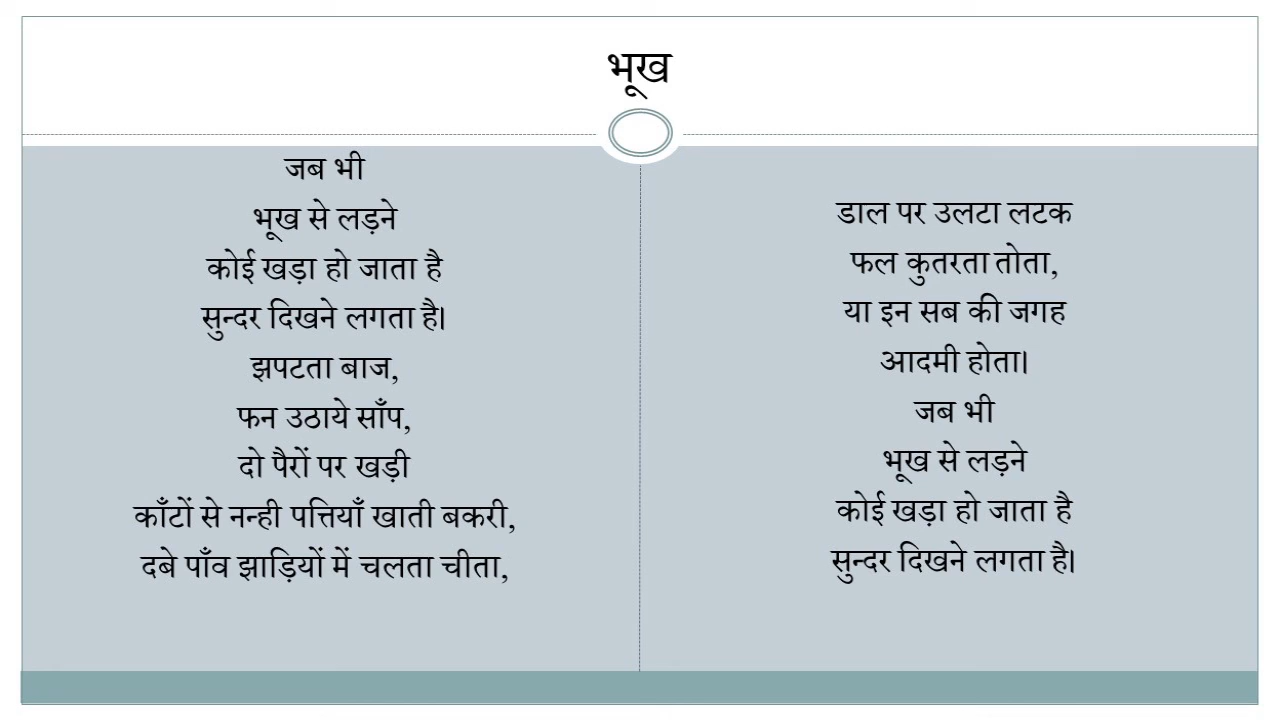 भूख
जब भी
भूख से लड़ने
कोई खड़ा हो जाता है
सुन्दर दिखने लगता है।
झपटता बाज,
फन उठाये साँप,
दो पैरों पर खड़ी
काँटों से नन्ही पत्तियाँ खाती बकरी,
दबे पाँव झाड़ियों में चलता चीता,
डाल पर उलटा लटक
फल कुतरता तोता,
या इन सब की जगह
आदमी होता।
जब भी
भूख से लड़ने
कोई खड़ा हो जाता है
सुन्दर दिखने लगता है।